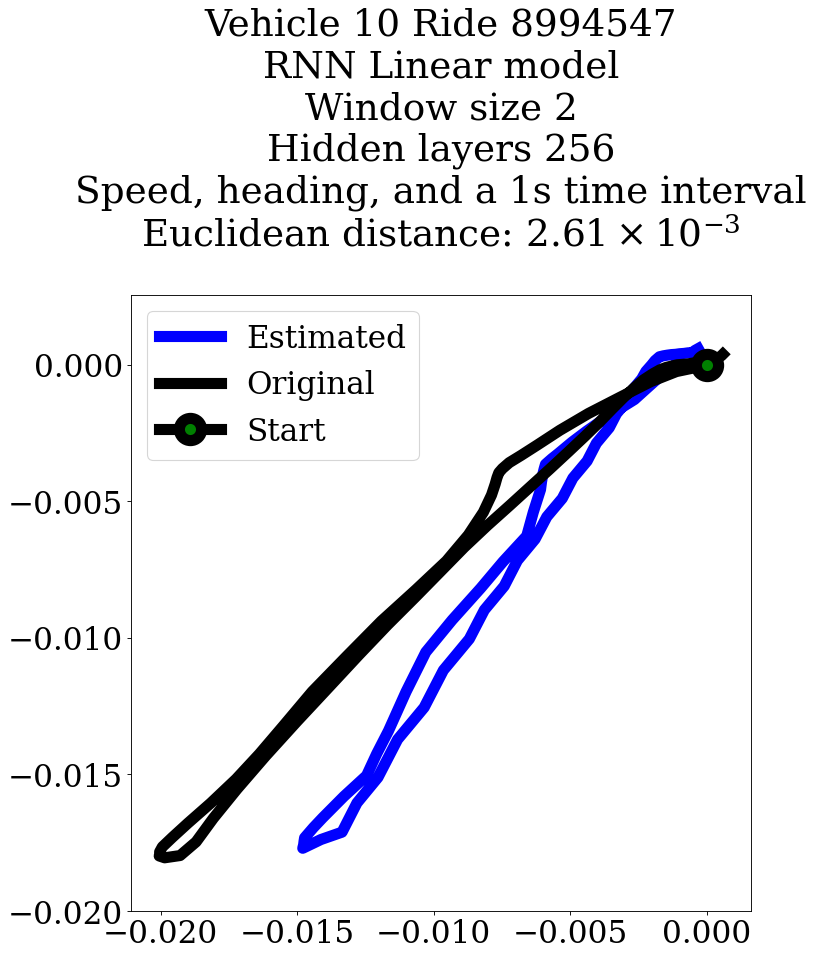 Vehicle 10 Ride 8994547
RNN Linear model
Window size 2
Hidden layers 256
Speed, heading, and a 1s time interval
Euclidean distance: 2.61 × 10⁻³
Estimated
Original
Start
0.000
−0.005
−0.010
−0.015
−0.020
−0.020 −0.015 −0.010 −0.005 0.000